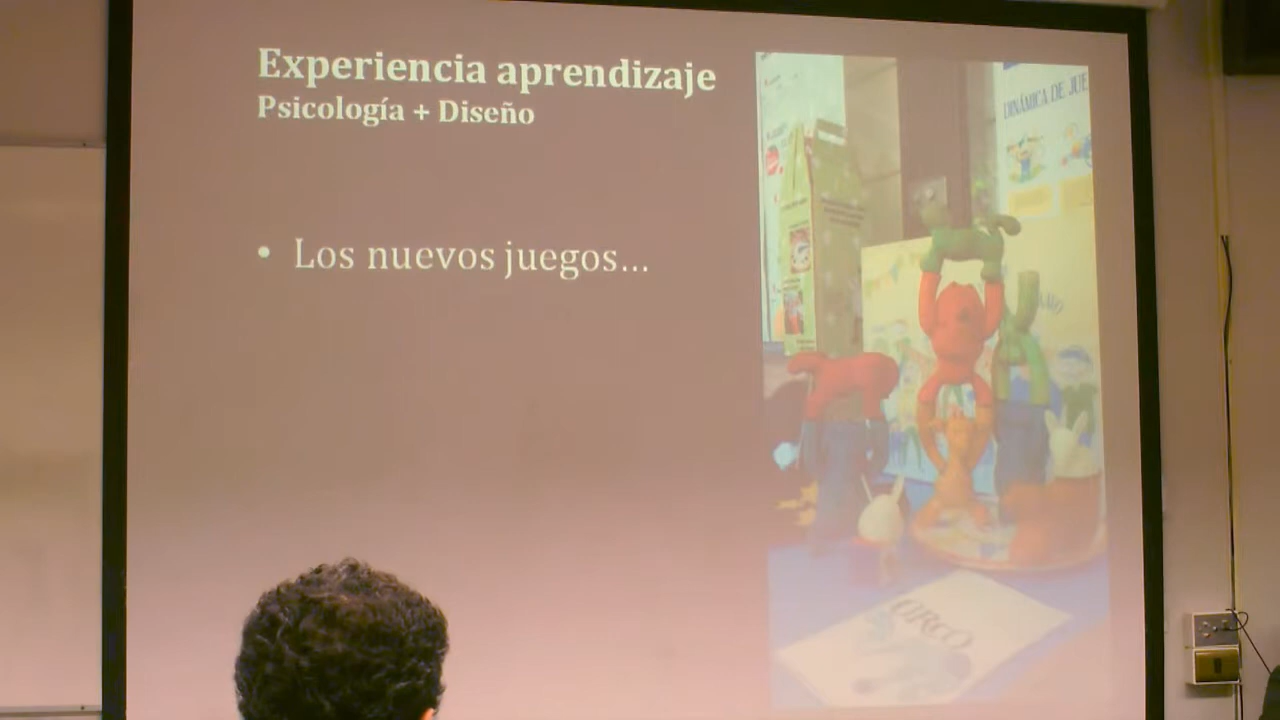 Experiencia aprendizaje
Psicología + Diseño
• Los nuevos juegos...
DINÁMICA DE JUE
CIRCO